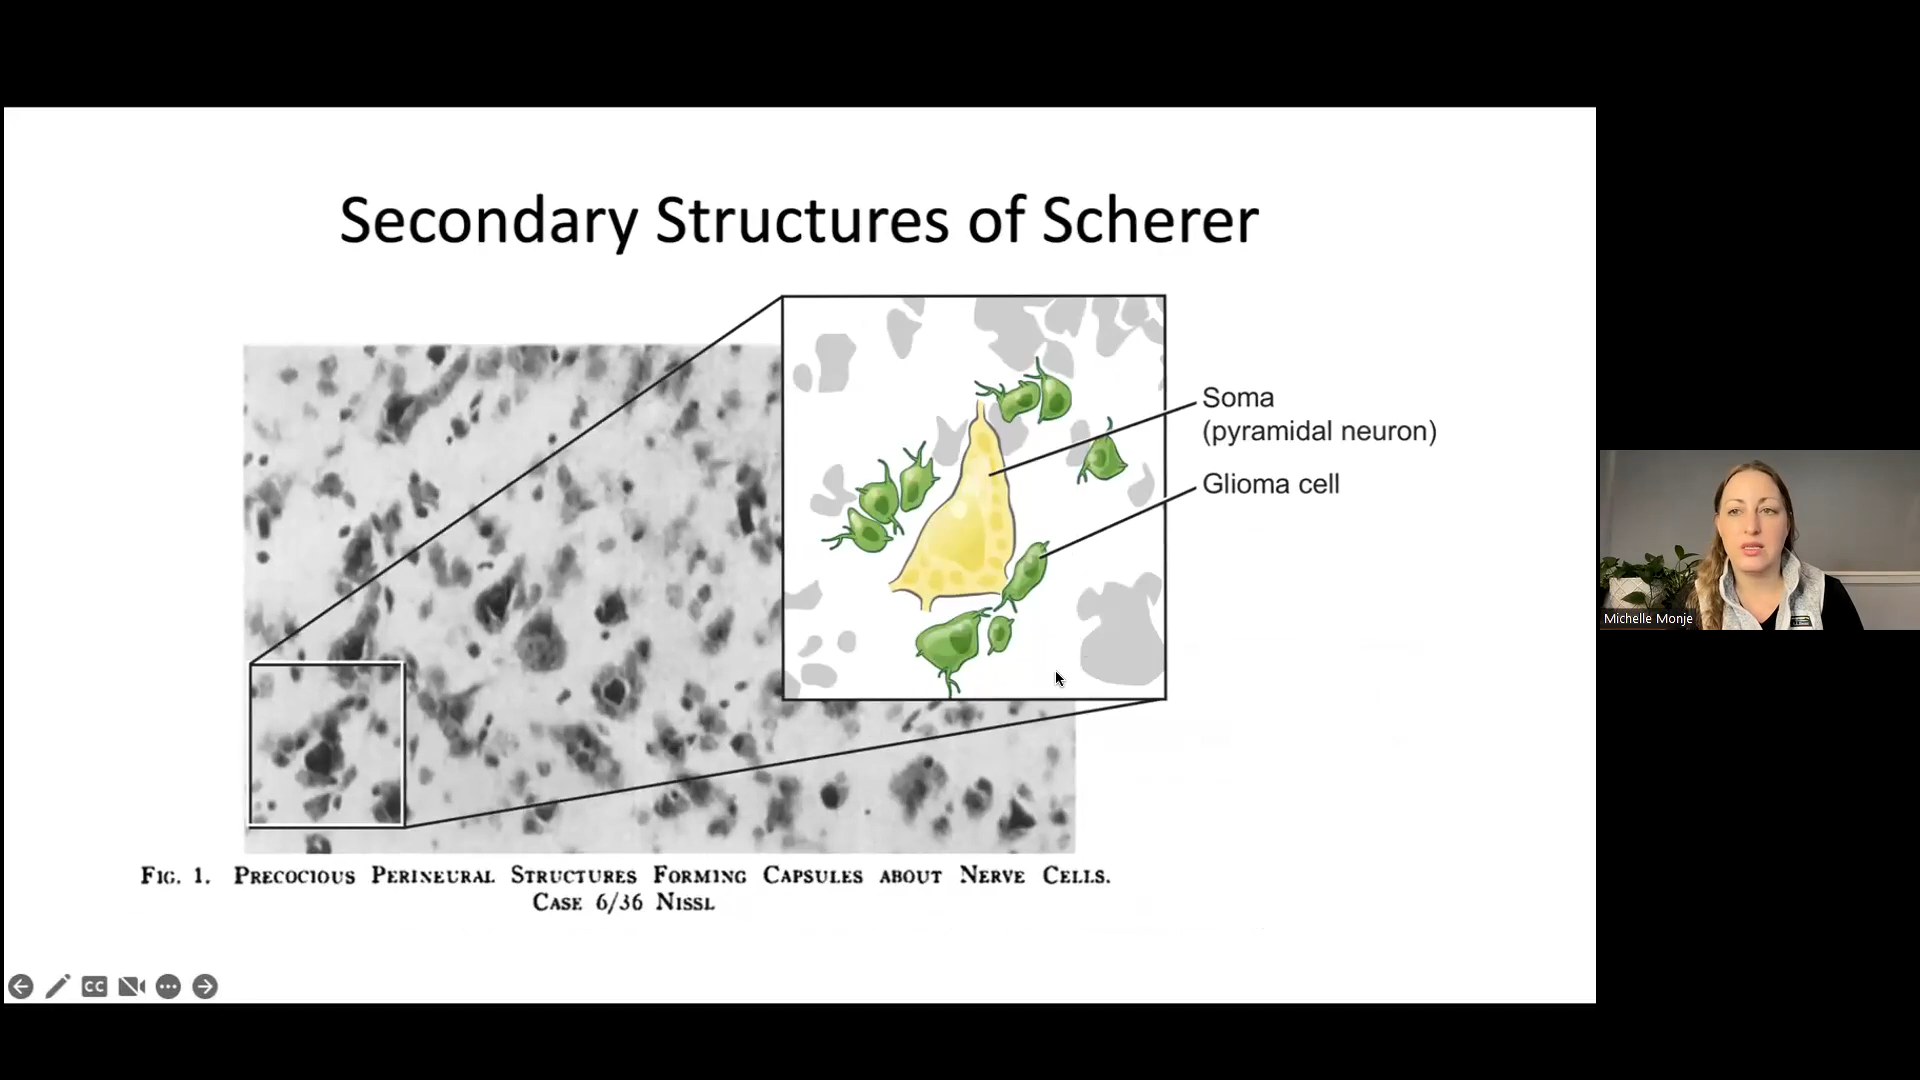 Secondary Structures of Scherer
Soma
(pyramidal neuron)
Glioma cell
Michelle Monje
FIG. 1. PRECOCIOUS PERINEURAL STRUCTURES FORMING CAPSULES ABOUT NERVE CELLS.
CASE 6/36 NISSL
CC